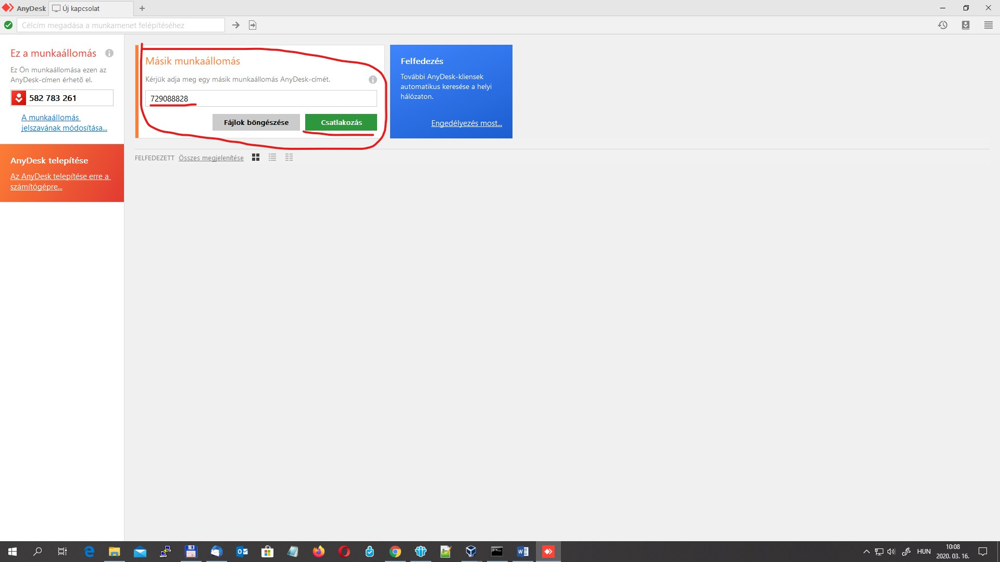 AnyDesk
Új kapcsolat
Célcím megadása a munkamenet felépítéséhez
Ez a munkaállomás
Ez Ön munkaállomása ezen az
AnyDesk-címen érhető el.
582 783 261
A munkaállomás
jelszavának módosítása...
AnyDesk telepítése
Az AnyDesk telepítése erre a
számítógépre...
Másik munkaállomás
Kérjük adja meg egy másik munkaállomás AnyDesk-címét.
729088828
Fájlok böngészése
Csatlakozás
Felfedezés
További AnyDesk-kliensek
automatikus keresése a helyi
hálózaton.
Engedélyezés most...
FELFEDEZETT Összes megjelenítése
HUN
10:08
2020. 03. 16.